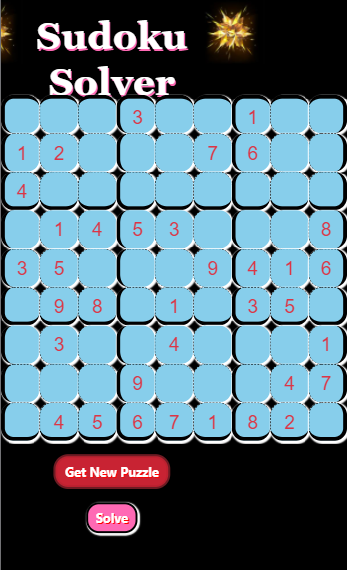 Sudoku
Solver
3 1
1 2 7 6
4
1 4 5 3 8
3 5 9 4 1 6
9 8 1 3 5
3 4 1
9 4 7
4 5 6 7 1 8 2
Get New Puzzle
Solve